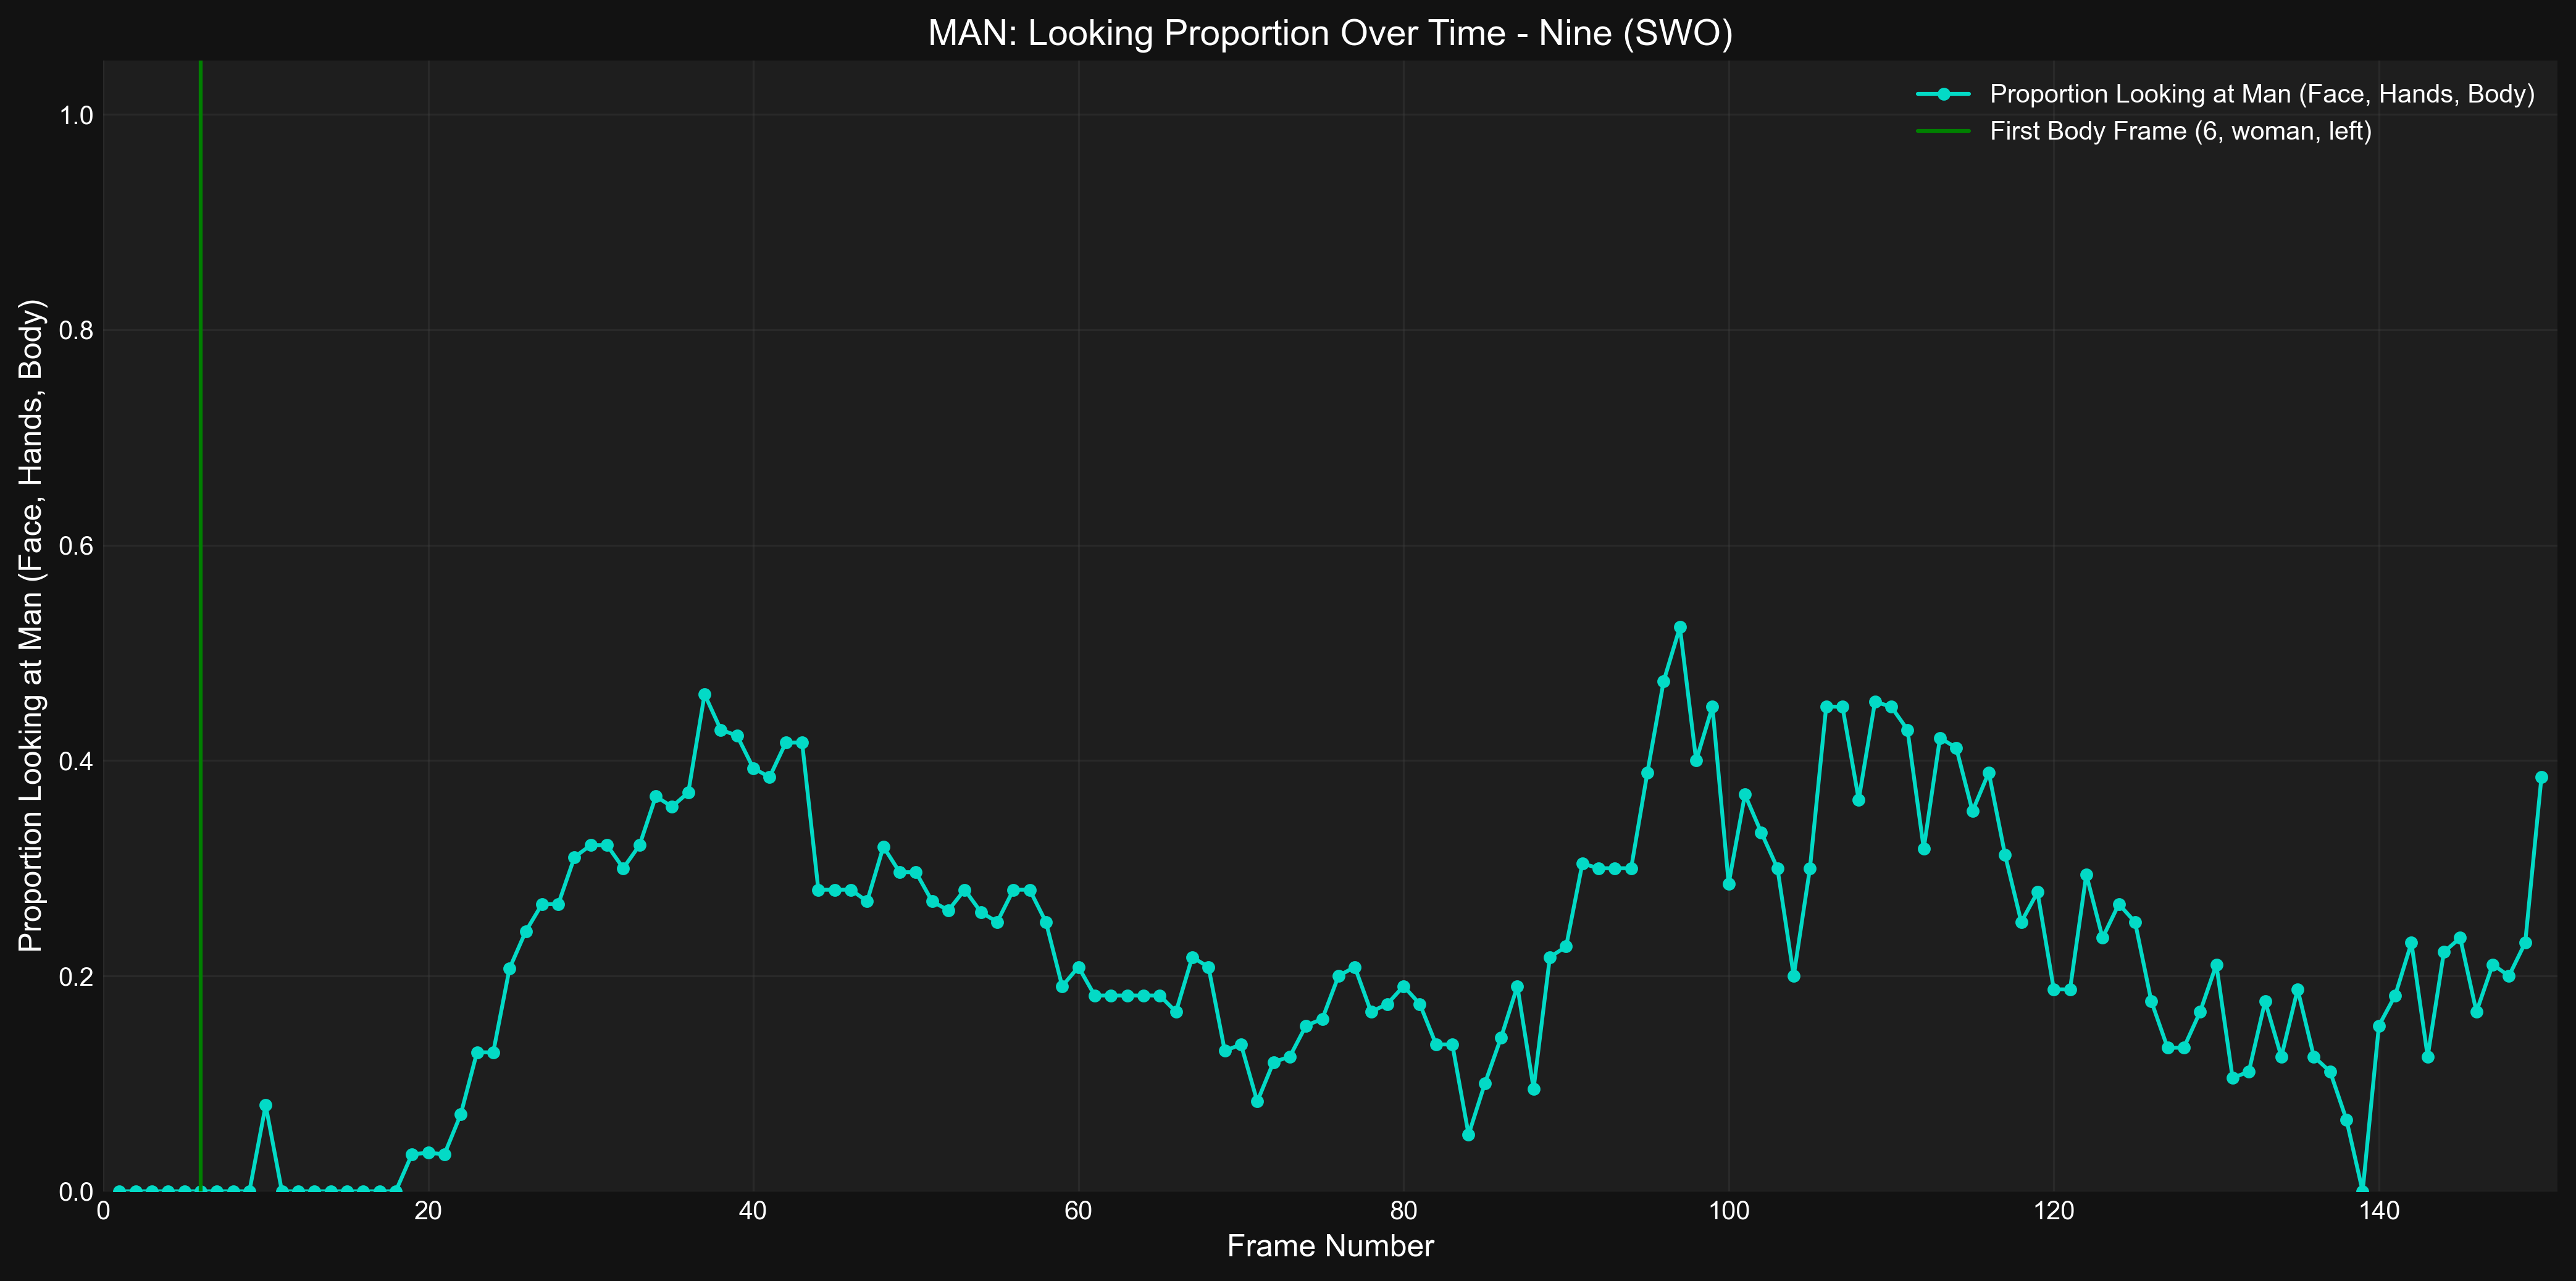 MAN: Looking Proportion Over Time - Nine (SWO)
Proportion Looking at Man (Face, Hands, Body)
First Body Frame (6, woman, left)
Proportion Looking at Man (Face, Hands, Body)
1.0
0.8
0.6
0.4
0.2
0.0
0 20 40 60 80 100 120 140
Frame Number